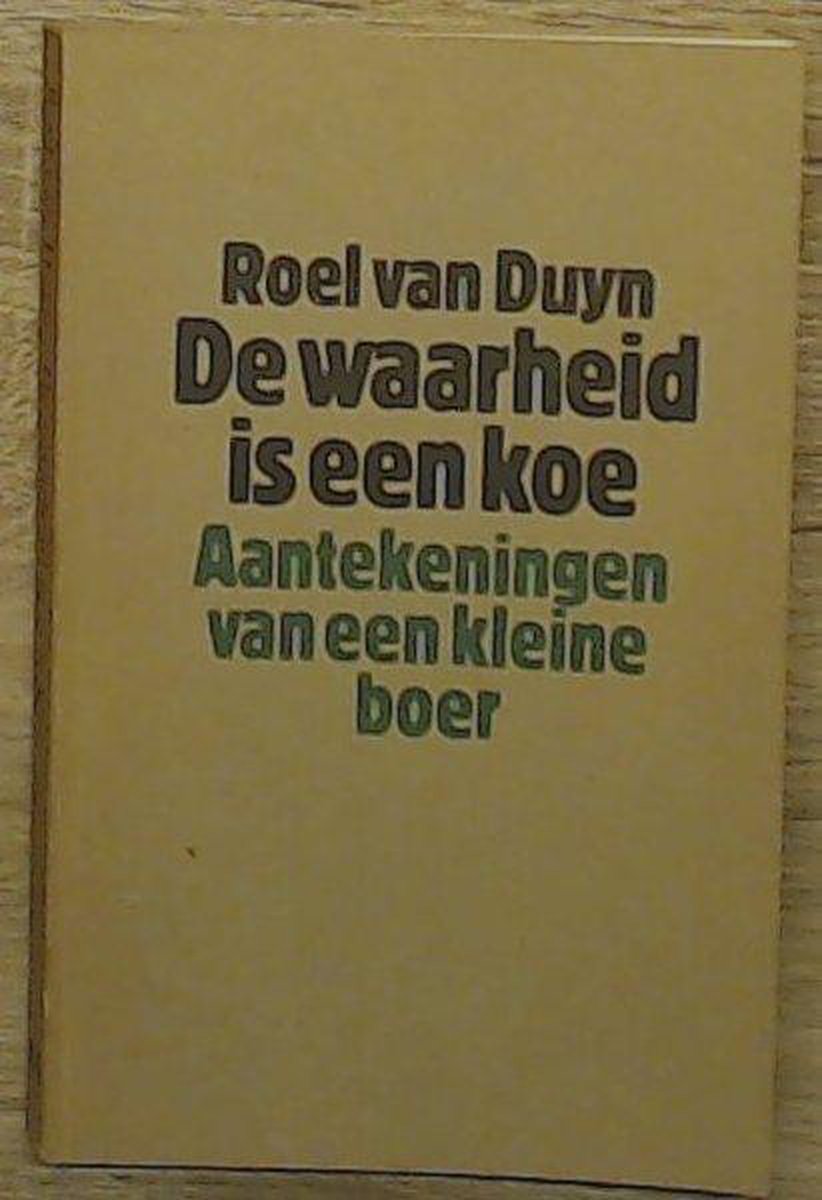 Roel van Duyn
De waarheid
is een koe
Aantekeningen
van een kleine
boer